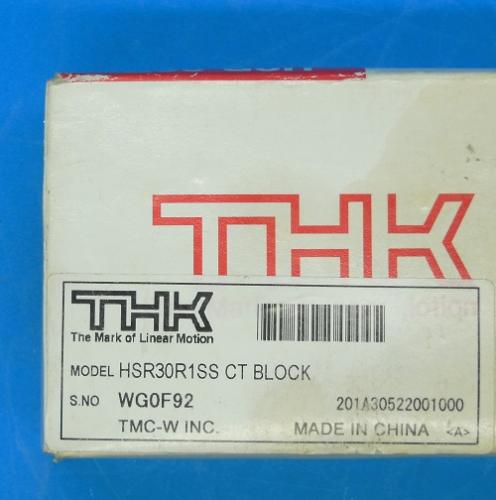 THK
THK
The Mark of Linear Motion
MODEL HSR30R1SS CT BLOCK
S.NO WG0F92 201A30522001000
TMC-W INC. MADE IN CHINA <A>